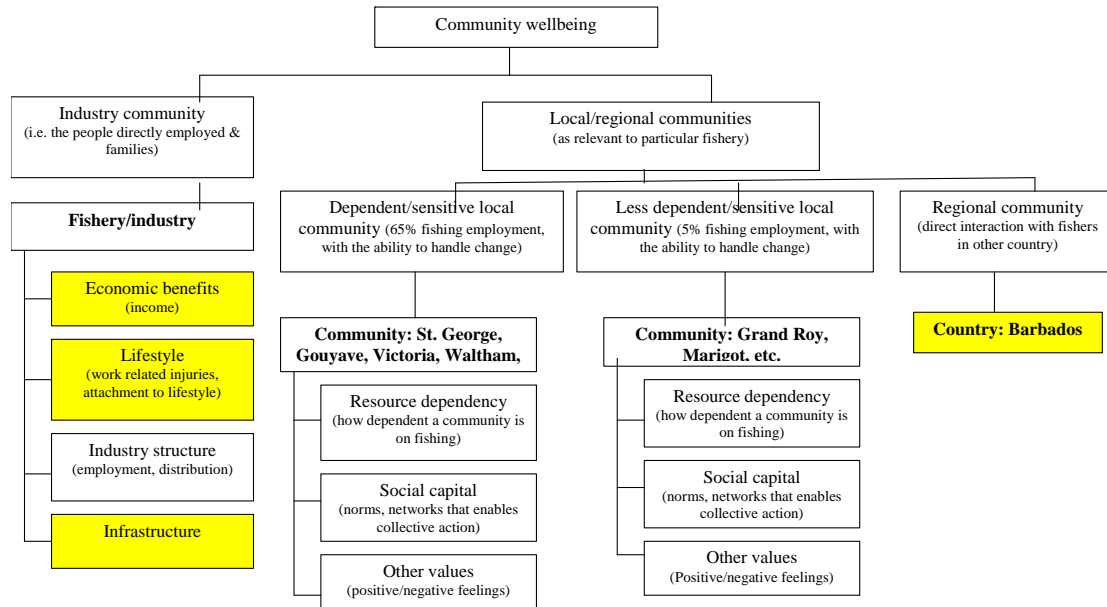 Community wellbeing
Industry community
(i.e. the people directly employed &
families)
Local/regional communities
(as relevant to particular fishery)
Fishery/industry
Economic benefits
(income)
Lifestyle
(work related injuries,
attachment to lifestyle)
Industry structure
(employment, distribution)
Infrastructure
Dependent/sensitive local
community (65% fishing employment,
with the ability to handle change)
Community: St. George,
Gouyave, Victoria, Waltham,
Resource dependency
(how dependent a community is
on fishing)
Social capital
(norms, networks that enables
collective action)
Other values
(positive/negative feelings)
Less dependent/sensitive local
community (5% fishing employment, with
the ability to handle change)
Community: Grand Roy,
Marigot, etc.
Resource dependency
(how dependent a community is
on fishing)
Social capital
(norms, networks that enables
collective action)
Other values
(Positive/negative feelings)
Regional community
(direct interaction with fishers
in other country)
Country: Barbados